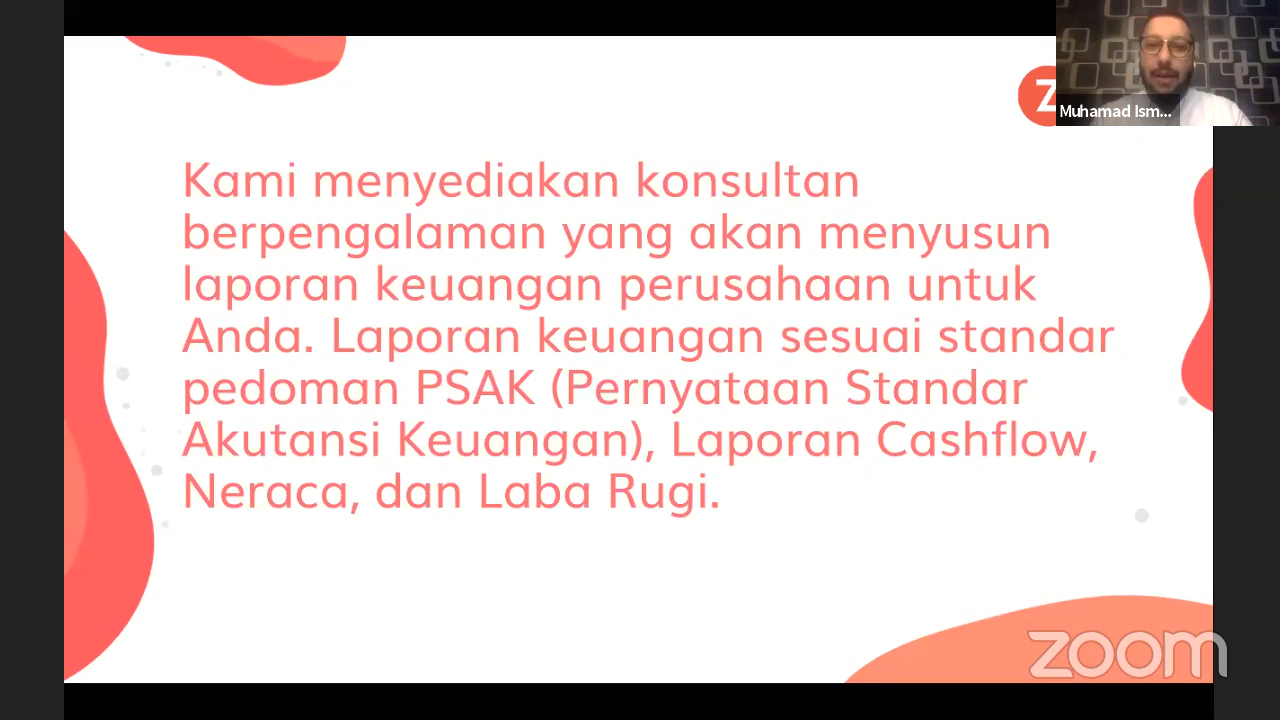 Z
Muhamad Ism...
Kami menyediakan konsultan
berpengalaman yang akan menyusun
laporan keuangan perusahaan untuk
Anda. Laporan keuangan sesuai standar
pedoman PSAK (Pernyataan Standar
Akutansi Keuangan), Laporan Cashflow,
Neraca, dan Laba Rugi.
zoom